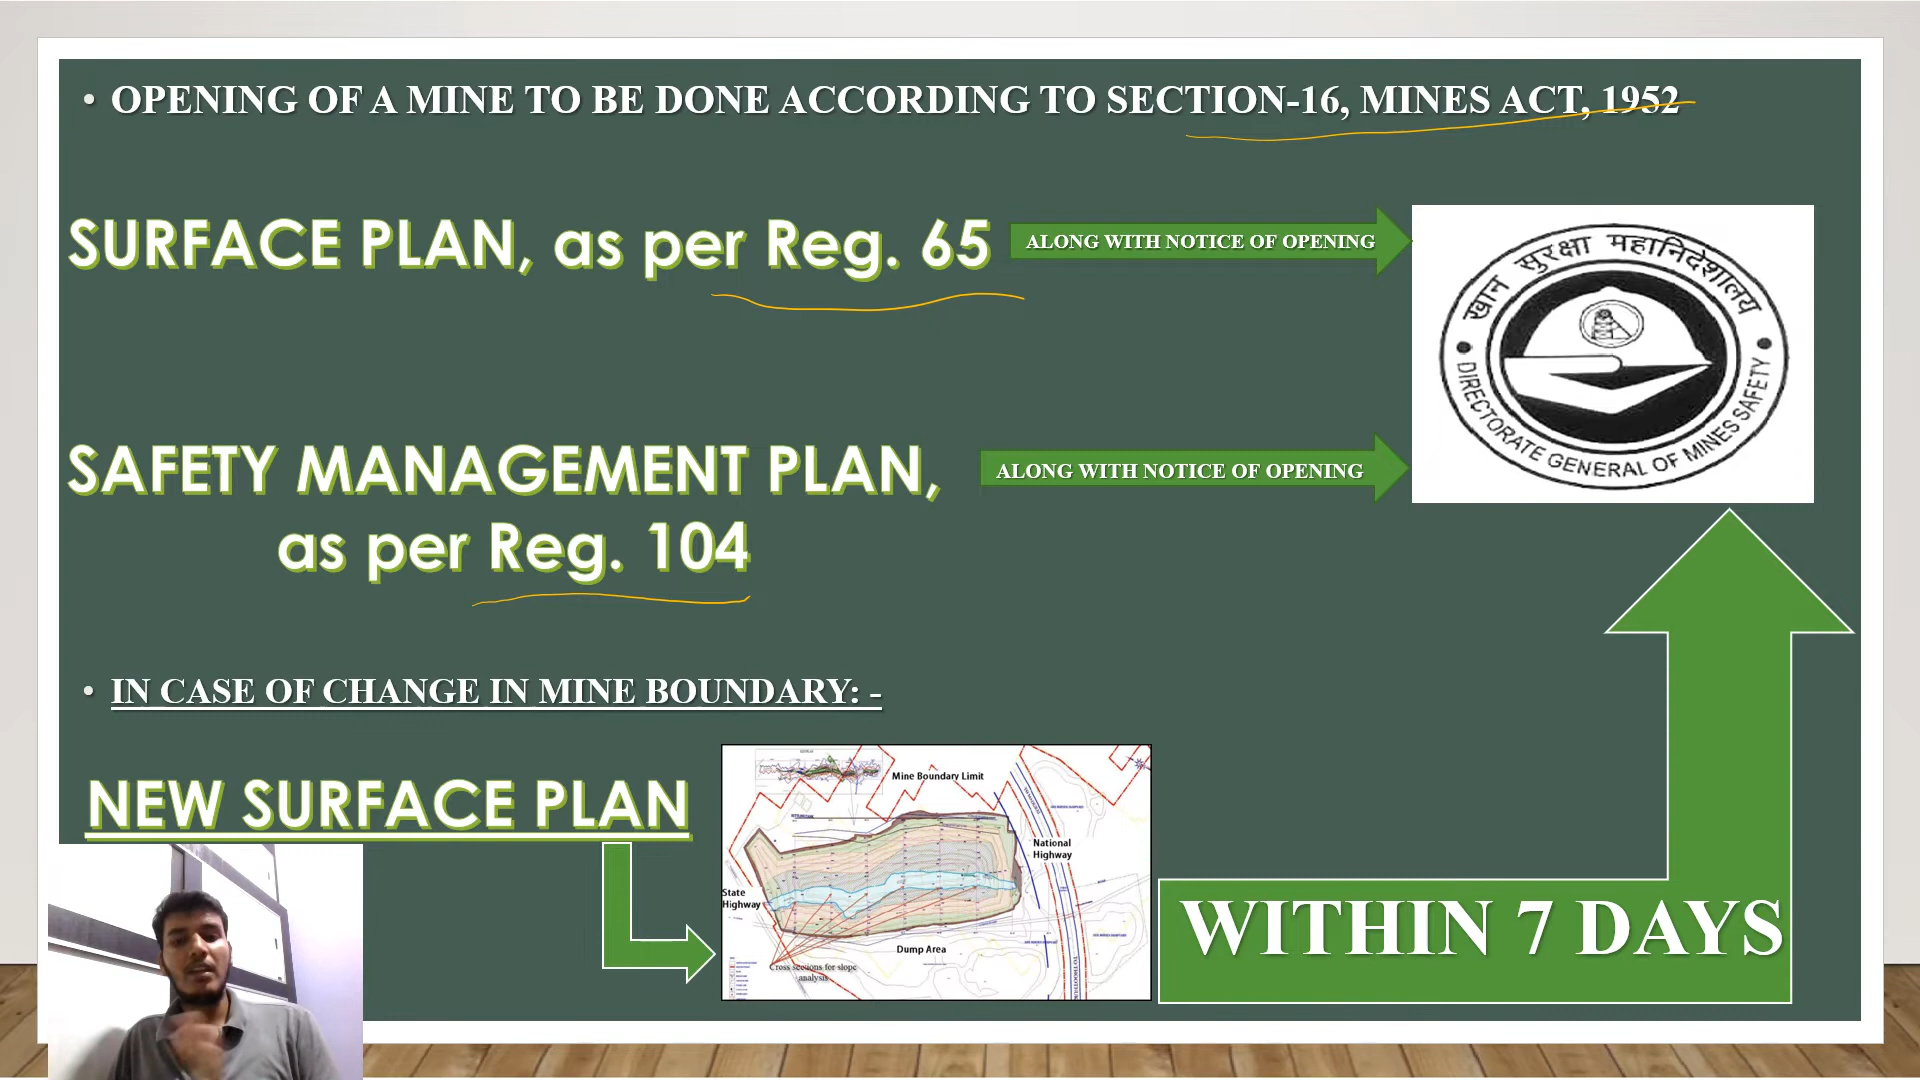 • OPENING OF A MINE TO BE DONE ACCORDING TO SECTION-16, MINES ACT, 1952
SURFACE PLAN, as per Reg. 65
ALONG WITH NOTICE OF OPENING
खान सुरक्षा महानिदेशालय
DIRECTORATE GENERAL OF MINES SAFETY
SAFETY MANAGEMENT PLAN,
as per Reg. 104
ALONG WITH NOTICE OF OPENING
• IN CASE OF CHANGE IN MINE BOUNDARY: -
NEW SURFACE PLAN
Mine Boundary Limit
National
Highway
State
Highway
Dump Area
Cross sections for slope
analysis
WITHIN 7 DAYS